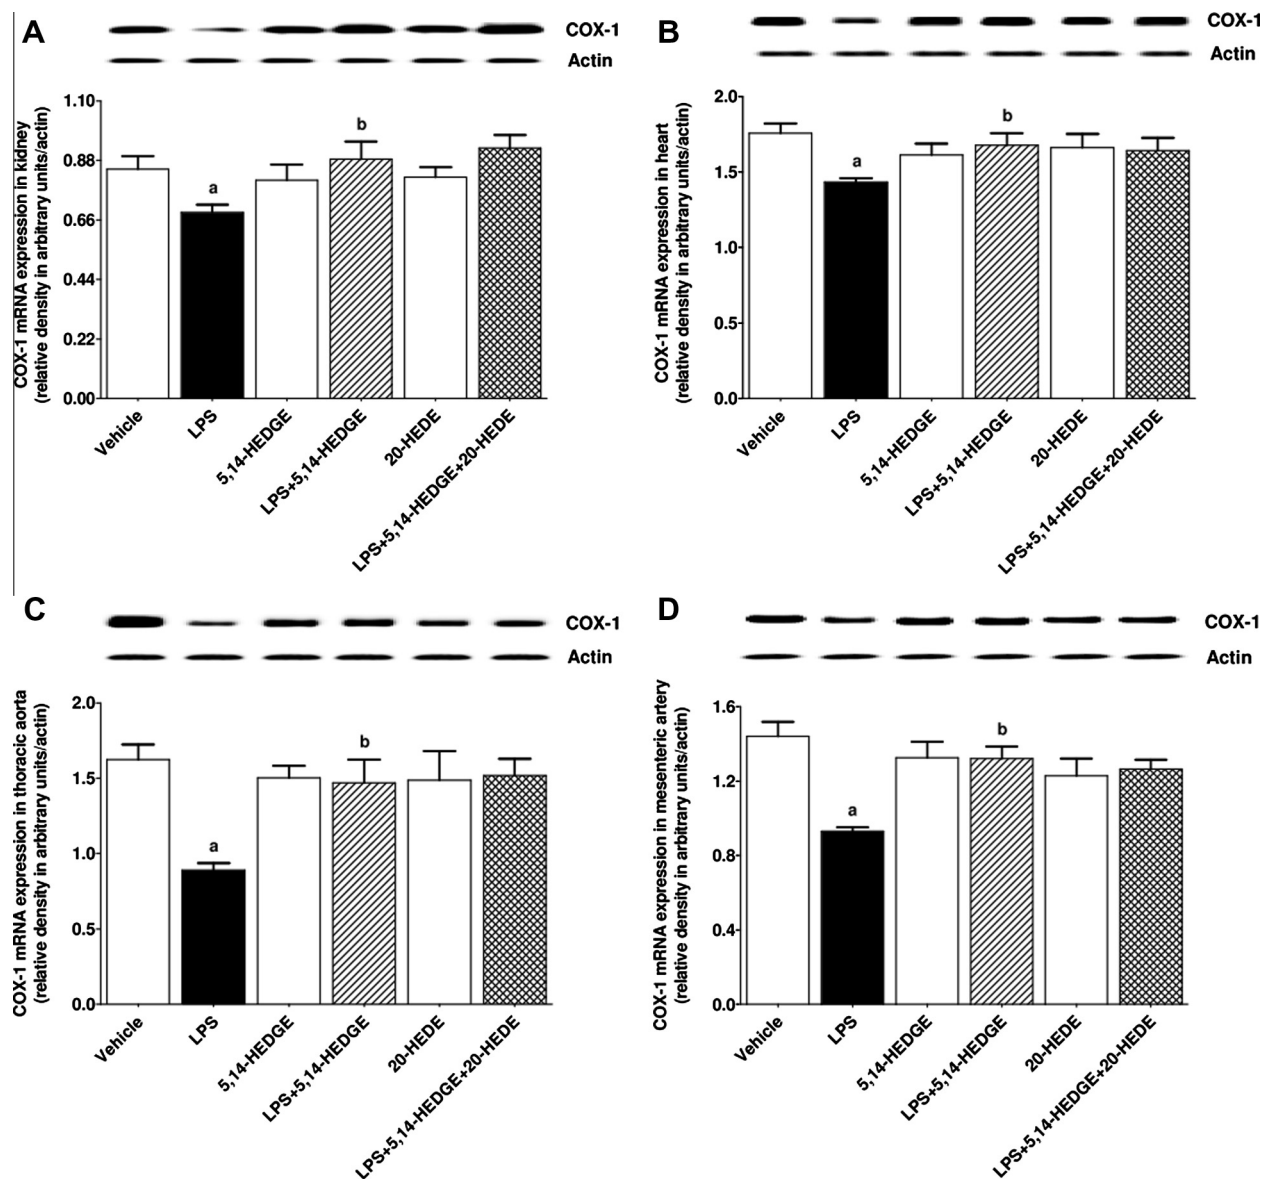 A
COX-1
Actin
COX-1 mRNA expression in kidney
(relative density in arbitrary units/actin)
1.10
0.88
0.66
0.44
0.22
0.00
a
b
Vehicle
LPS
5,14-HEDGE
LPS+5,14-HEDGE
20-HEDE
LPS+5,14-HEDGE+20-HEDE
B
COX-1
Actin
COX-1 mRNA expression in heart
(relative density in arbitrary units/actin)
2.0
1.5
1.0
0.5
0.0
a
b
Vehicle
LPS
5,14-HEDGE
LPS+5,14-HEDGE
20-HEDE
LPS+5,14-HEDGE+20-HEDE
C
COX-1
Actin
COX-1 mRNA expression in thoracic aorta
(relative density in arbitrary units/actin)
2.0
1.5
1.0
0.5
0.0
a
b
Vehicle
LPS
5,14-HEDGE
LPS+5,14-HEDGE
20-HEDE
LPS+5,14-HEDGE+20-HEDE
D
COX-1
Actin
COX-1 mRNA expression in mesenteric artery
(relative density in arbitrary units/actin)
1.6
1.2
0.8
0.4
0.0
a
b
Vehicle
LPS
5,14-HEDGE
LPS+5,14-HEDGE
20-HEDE
LPS+5,14-HEDGE+20-HEDE